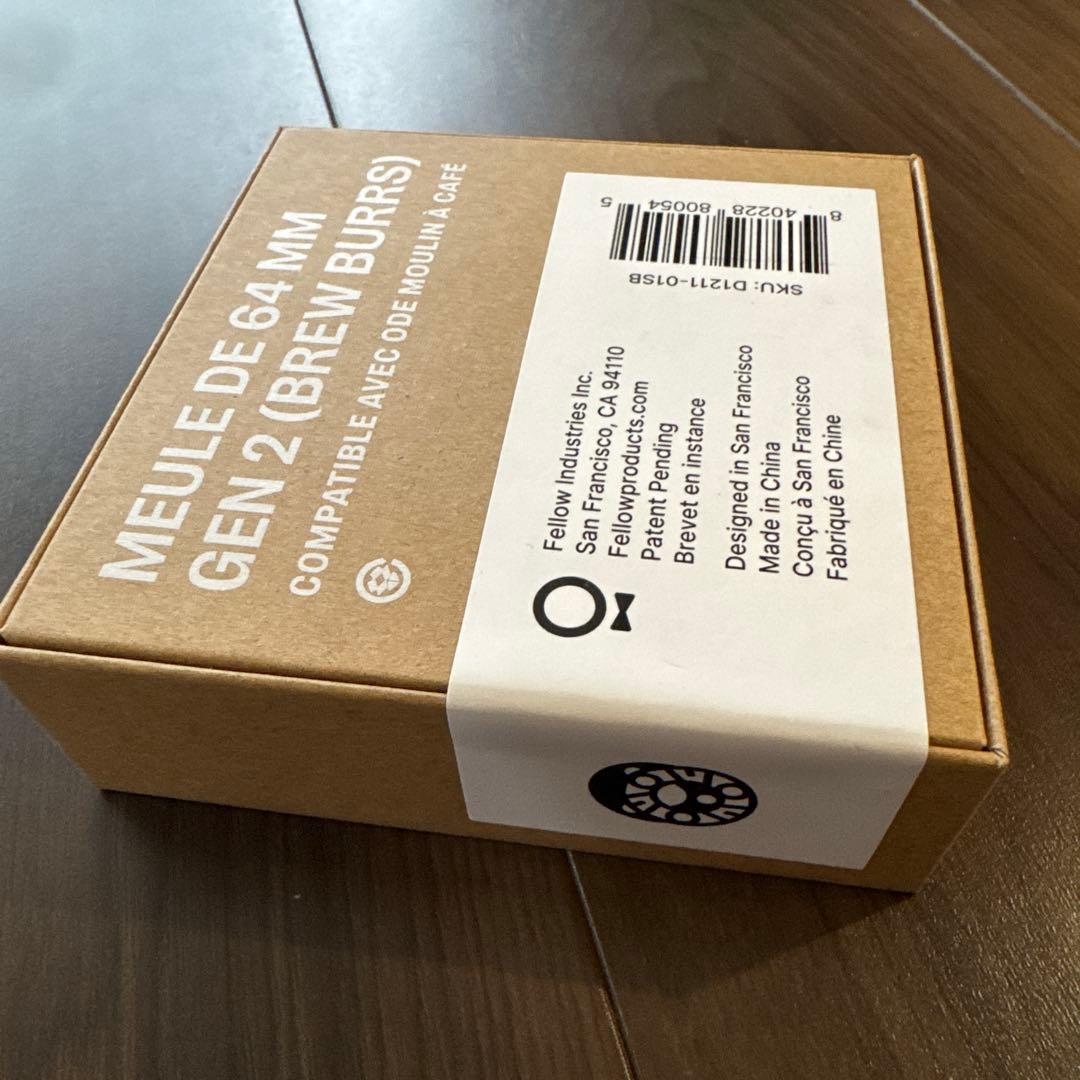 MEULE DE 64 MM
GEN 2 (BREW BURRS)
COMPATIBLE AVEC ODE MOULIN À CAFÉ
Fellow Industries Inc.
San Francisco, CA 94110
Fellowproducts.com
Patent Pending
Brevet en instance
Designed in San Francisco
Made in China
Conçu à San Francisco
Fabriqué en Chine
SKU: D1211-01SB
8 40228 80054 5